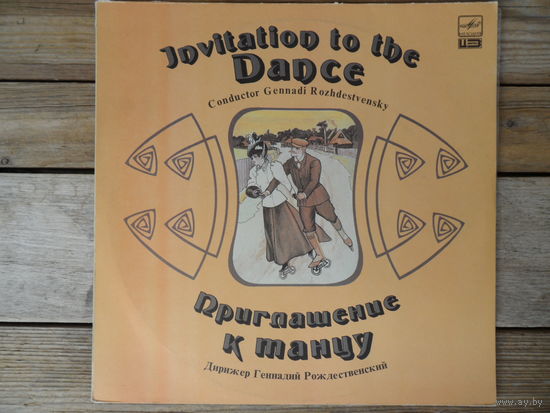 Invitation to the
Dance
Conductor Gennadi Rozhdestvensky
Приглашение
к танцу
Дирижер Геннадий Рождественский
www.ay.by